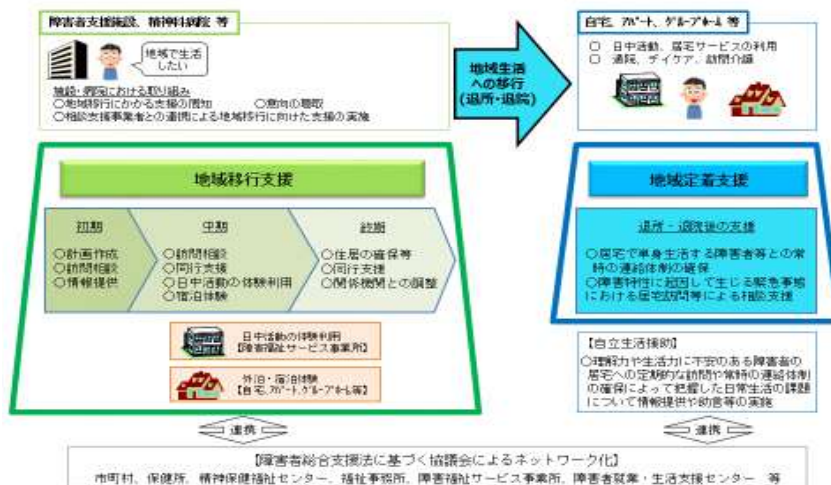 障害者支援施設、精神科病院 等
地域で生活
したい
施設・病院における取り組み
○地域移行にかかる支援の周知　○意向の聴取
○相談支援事業者との連携による地域移行に向けた支援の実施
地域生活
への移行
(退所・退院)
自宅、アパート、グループホーム 等
○ 日中活動、居宅サービスの利用
○ 通院、デイケア、訪問介護
地域移行支援
初期
○計画作成
○訪問相談
○情報提供
中期
○訪問相談
○同行支援
○日中活動の体験利用
○宿泊体験
終期
○住居の確保等
○同行支援
○関係機関との調整
日中活動の体験利用
【障害福祉サービス事業所】
外泊・宿泊体験
【自宅、アパート、グループホーム等】
地域定着支援
退所・退院後の支援
○居宅で単身生活する障害者等との常
時の連絡体制の確保
○障害特性に起因して生じる緊急事態
における居宅訪問等による相談支援
【自立生活援助】
○理解力や生活力に不安のある障害者の
居宅への定期的な訪問や常時の連絡体制
の確保によって把握した日常生活の課題
について情報提供や助言等の実施
連携
連携
【障害者総合支援法に基づく協議会によるネットワーク化】
市町村、保健所、精神保健福祉センター、福祉事務所、障害福祉サービス事業所、障害者就業・生活支援センター 等